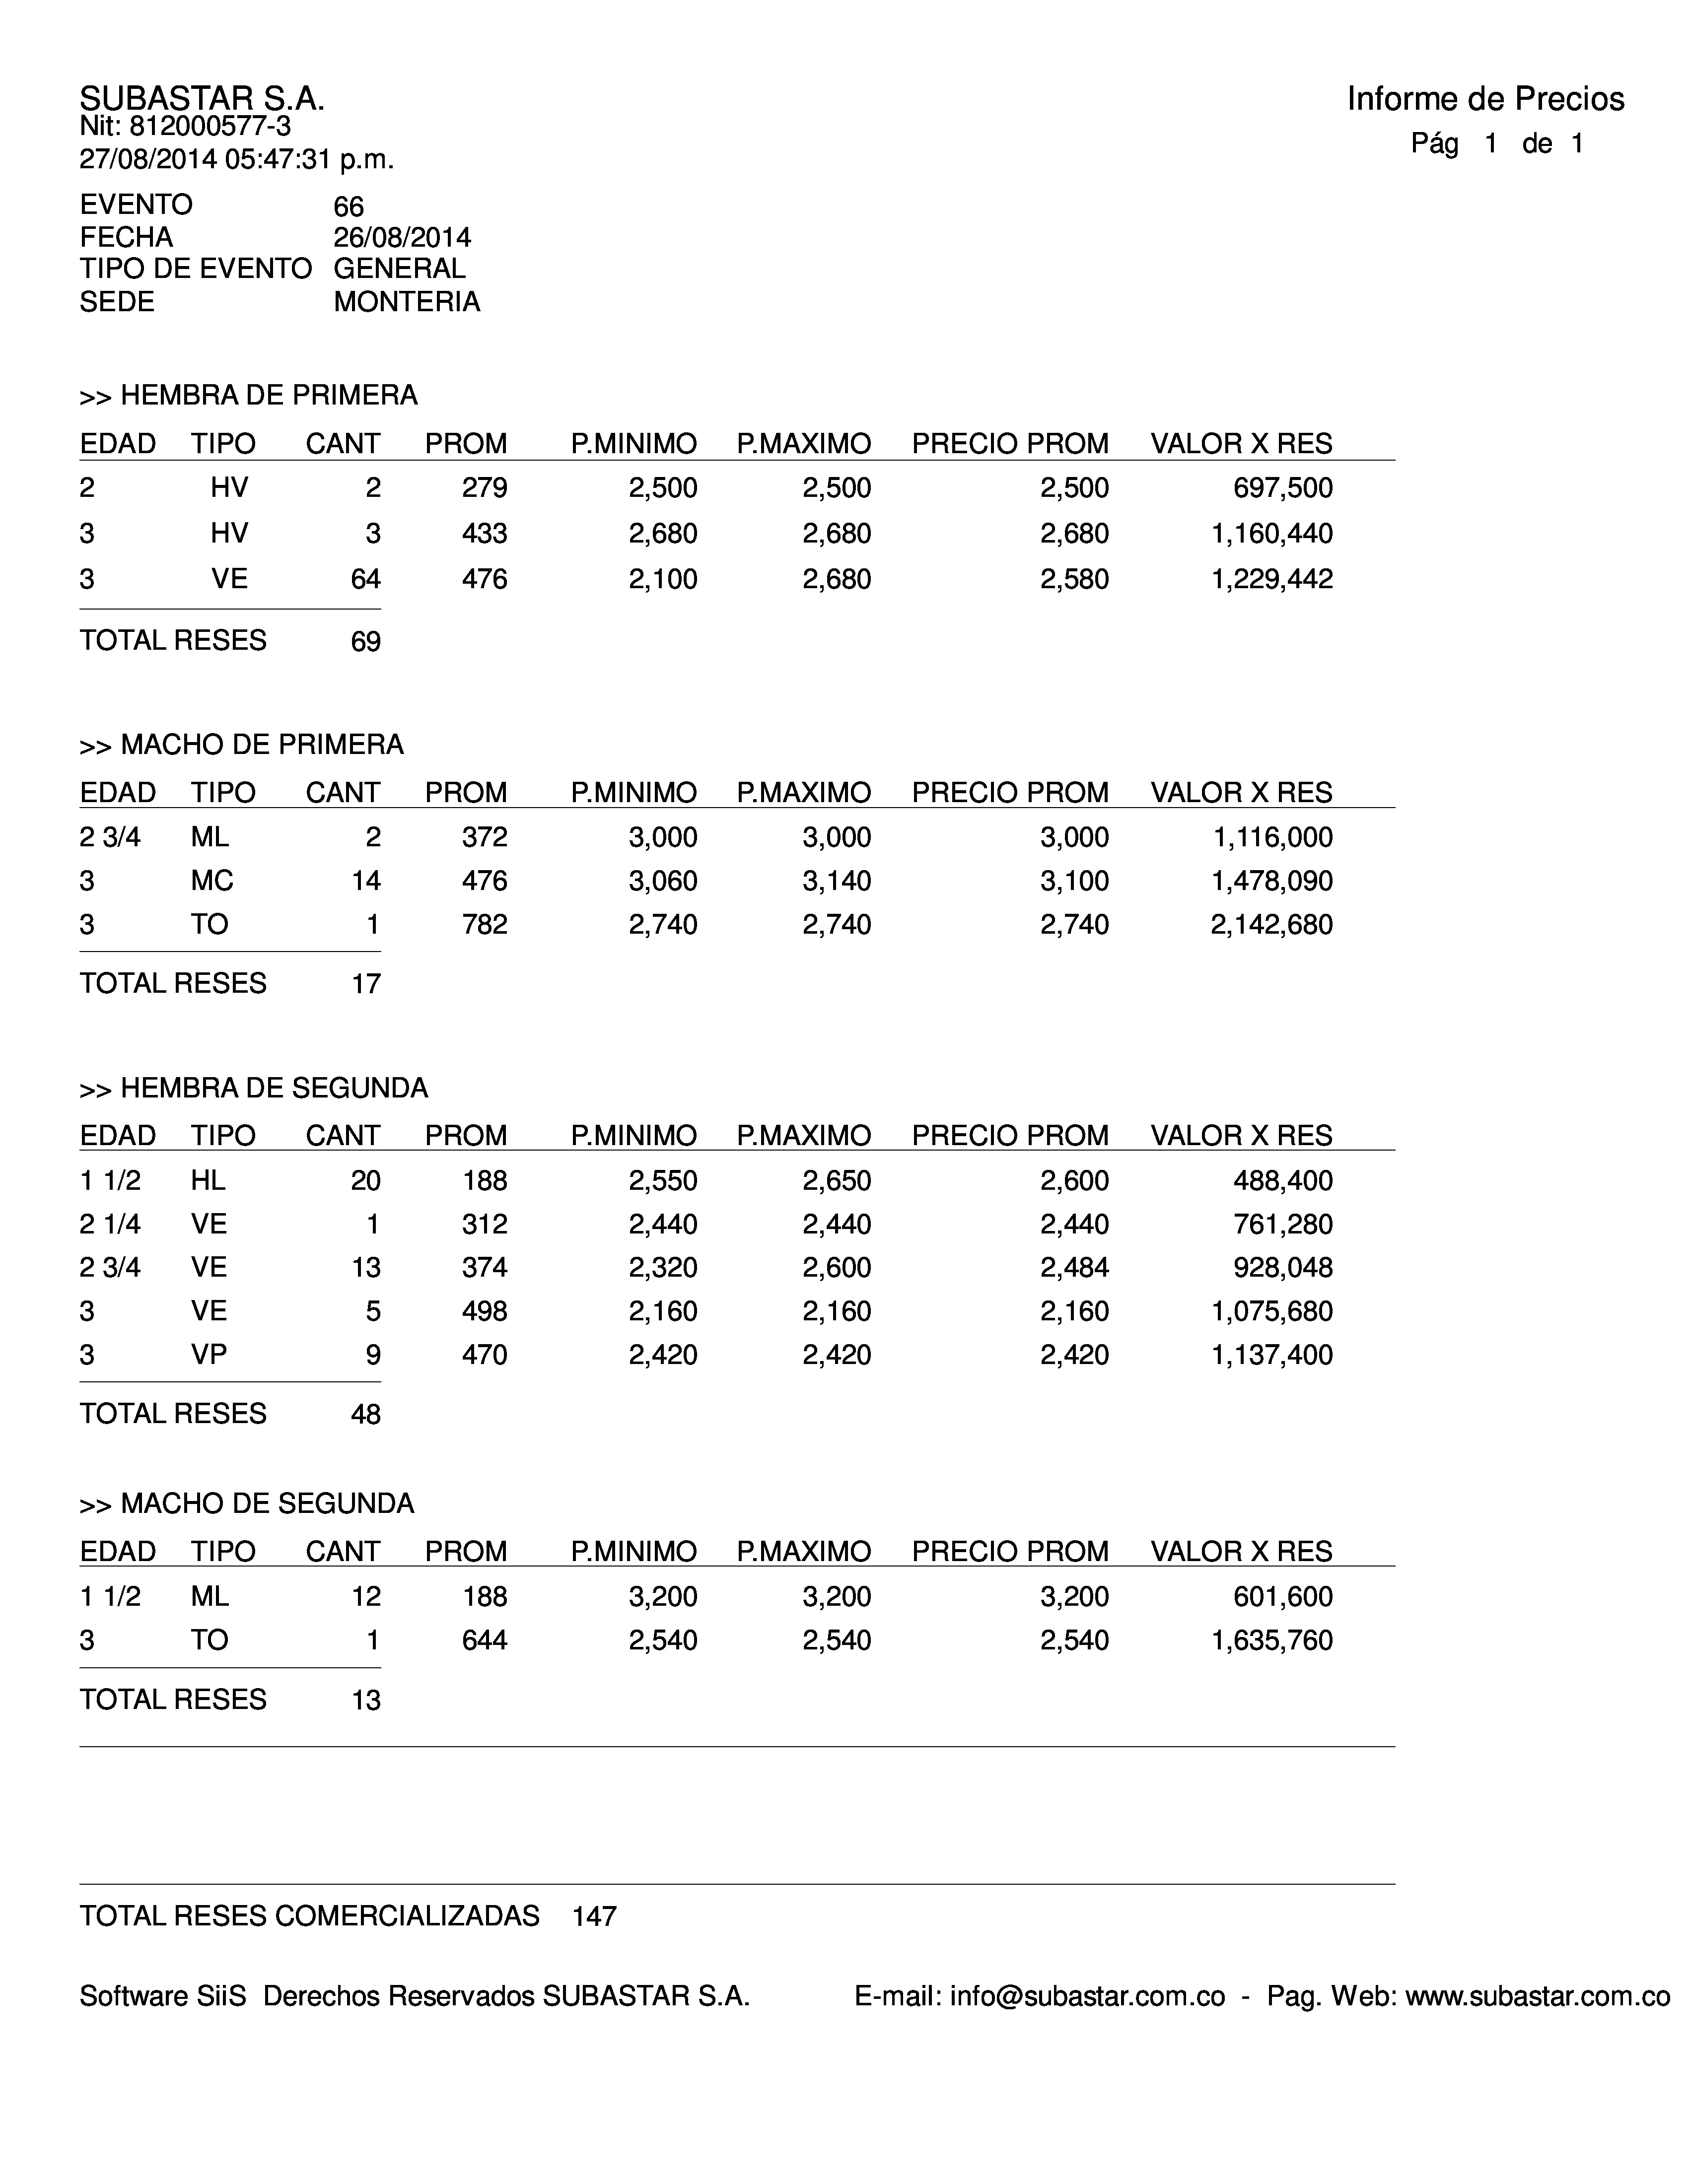 SUBASTAR S.A.
Nit: 812000577-3
27/08/2014 05:47:31 p.m.
Informe de Precios
Pág 1 de 1
EVENTO 66
FECHA 26/08/2014
TIPO DE EVENTO GENERAL
SEDE MONTERIA
>> HEMBRA DE PRIMERA
EDAD TIPO CANT PROM P.MINIMO P.MAXIMO PRECIO PROM VALOR X RES
2 HV 2 279 2,500 2,500 2,500 697,500
3 HV 3 433 2,680 2,680 2,680 1,160,440
3 VE 64 476 2,100 2,680 2,580 1,229,442
TOTAL RESES 69
>> MACHO DE PRIMERA
EDAD TIPO CANT PROM P.MINIMO P.MAXIMO PRECIO PROM VALOR X RES
2 3/4 ML 2 372 3,000 3,000 3,000 1,116,000
3 MC 14 476 3,060 3,140 3,100 1,478,090
3 TO 1 782 2,740 2,740 2,740 2,142,680
TOTAL RESES 17
>> HEMBRA DE SEGUNDA
EDAD TIPO CANT PROM P.MINIMO P.MAXIMO PRECIO PROM VALOR X RES
1 1/2 HL 20 188 2,550 2,650 2,600 488,400
2 1/4 VE 1 312 2,440 2,440 2,440 761,280
2 3/4 VE 13 374 2,320 2,600 2,484 928,048
3 VE 5 498 2,160 2,160 2,160 1,075,680
3 VP 9 470 2,420 2,420 2,420 1,137,400
TOTAL RESES 48
>> MACHO DE SEGUNDA
EDAD TIPO CANT PROM P.MINIMO P.MAXIMO PRECIO PROM VALOR X RES
1 1/2 ML 12 188 3,200 3,200 3,200 601,600
3 TO 1 644 2,540 2,540 2,540 1,635,760
TOTAL RESES 13
TOTAL RESES COMERCIALIZADAS 147
Software SiiS Derechos Reservados SUBASTAR S.A. E-mail: info@subastar.com.co - Pag. Web: www.subastar.com.co